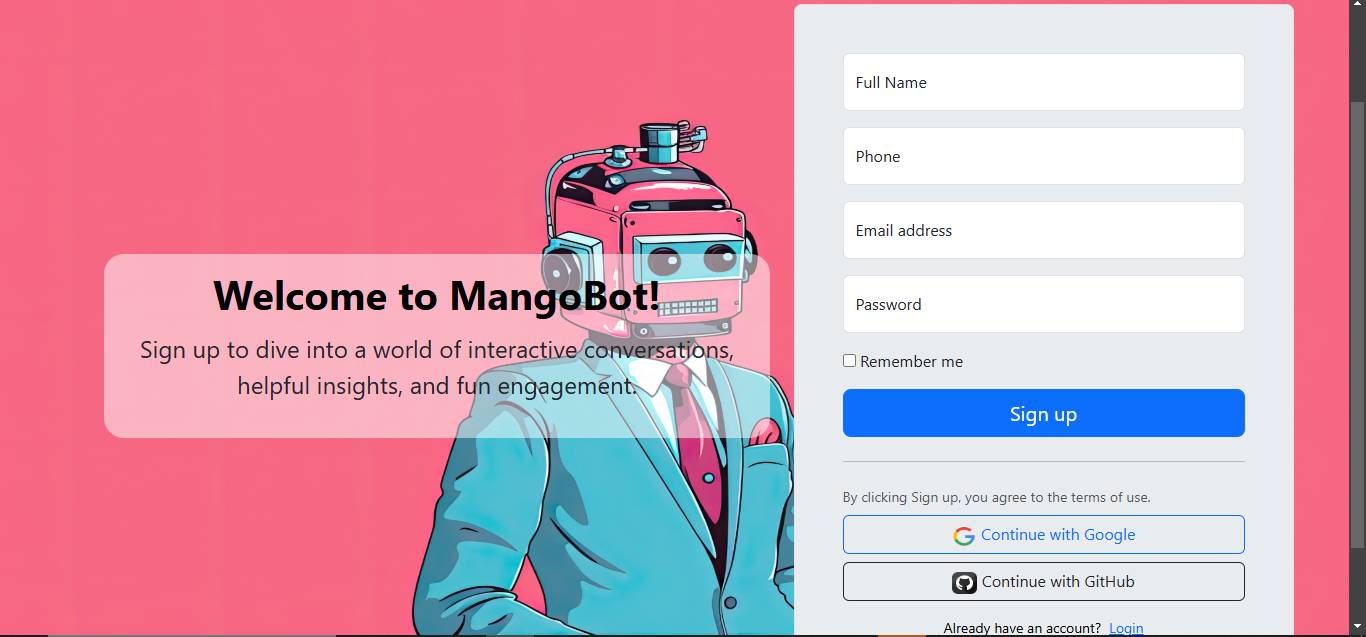 Welcome to MangoBot!
Sign up to dive into a world of interactive conversations,
helpful insights, and fun engagement.
Full Name
Phone
Email address
Password
Remember me
Sign up
By clicking Sign up, you agree to the terms of use.
Continue with Google
Continue with GitHub
Already have an account? Login